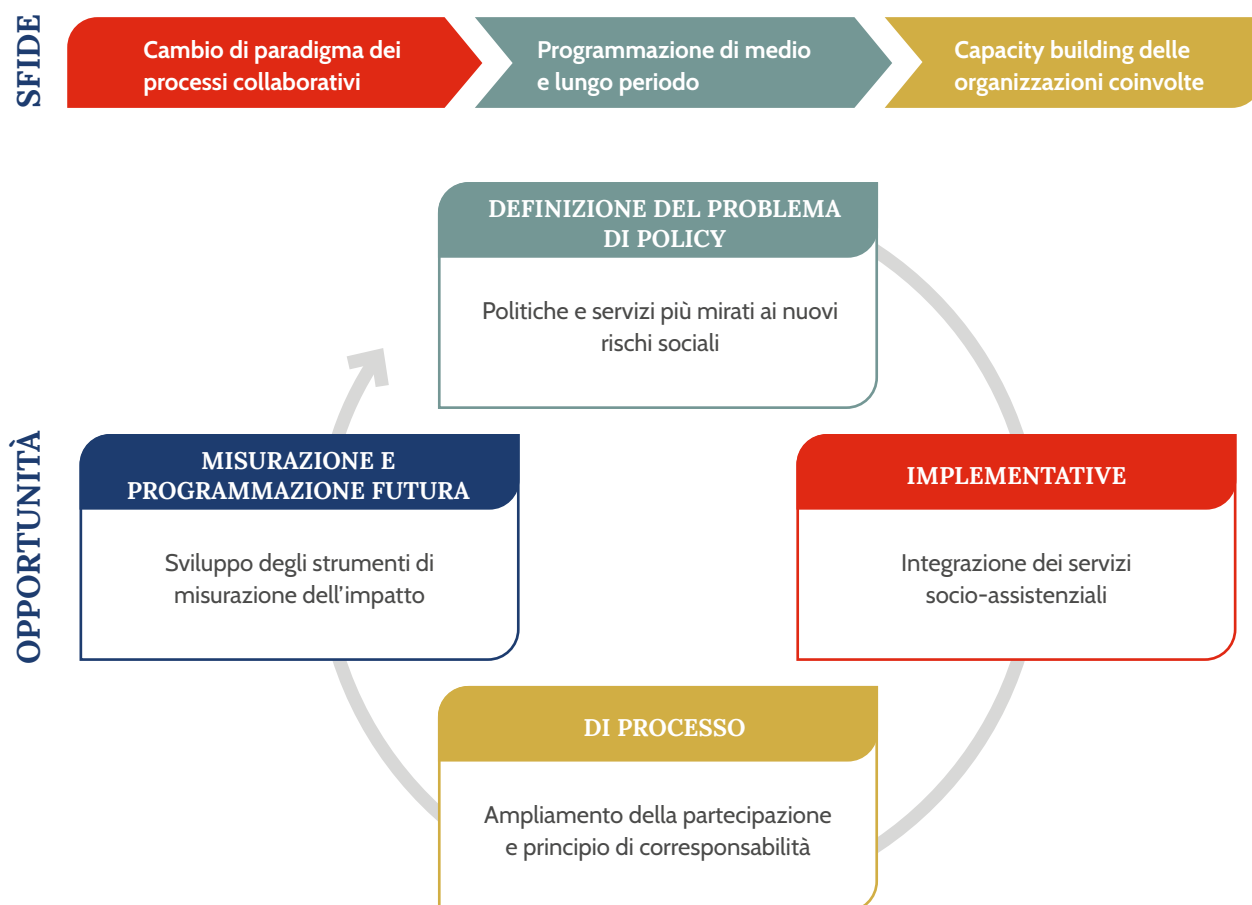 SFIDE
Cambio di paradigma dei
processi collaborativi
Programmazione di medio
e lungo periodo
Capacity building delle
organizzazioni coinvolte
OPPORTUNITÀ
DEFINIZIONE DEL PROBLEMA
DI POLICY
Politiche e servizi più mirati ai nuovi
rischi sociali
MISURAZIONE E
PROGRAMMAZIONE FUTURA
Sviluppo degli strumenti di
misurazione dell'impatto
IMPLEMENTATIVE
Integrazione dei servizi
socio-assistenziali
DI PROCESSO
Ampliamento della partecipazione
e principio di corresponsabilità